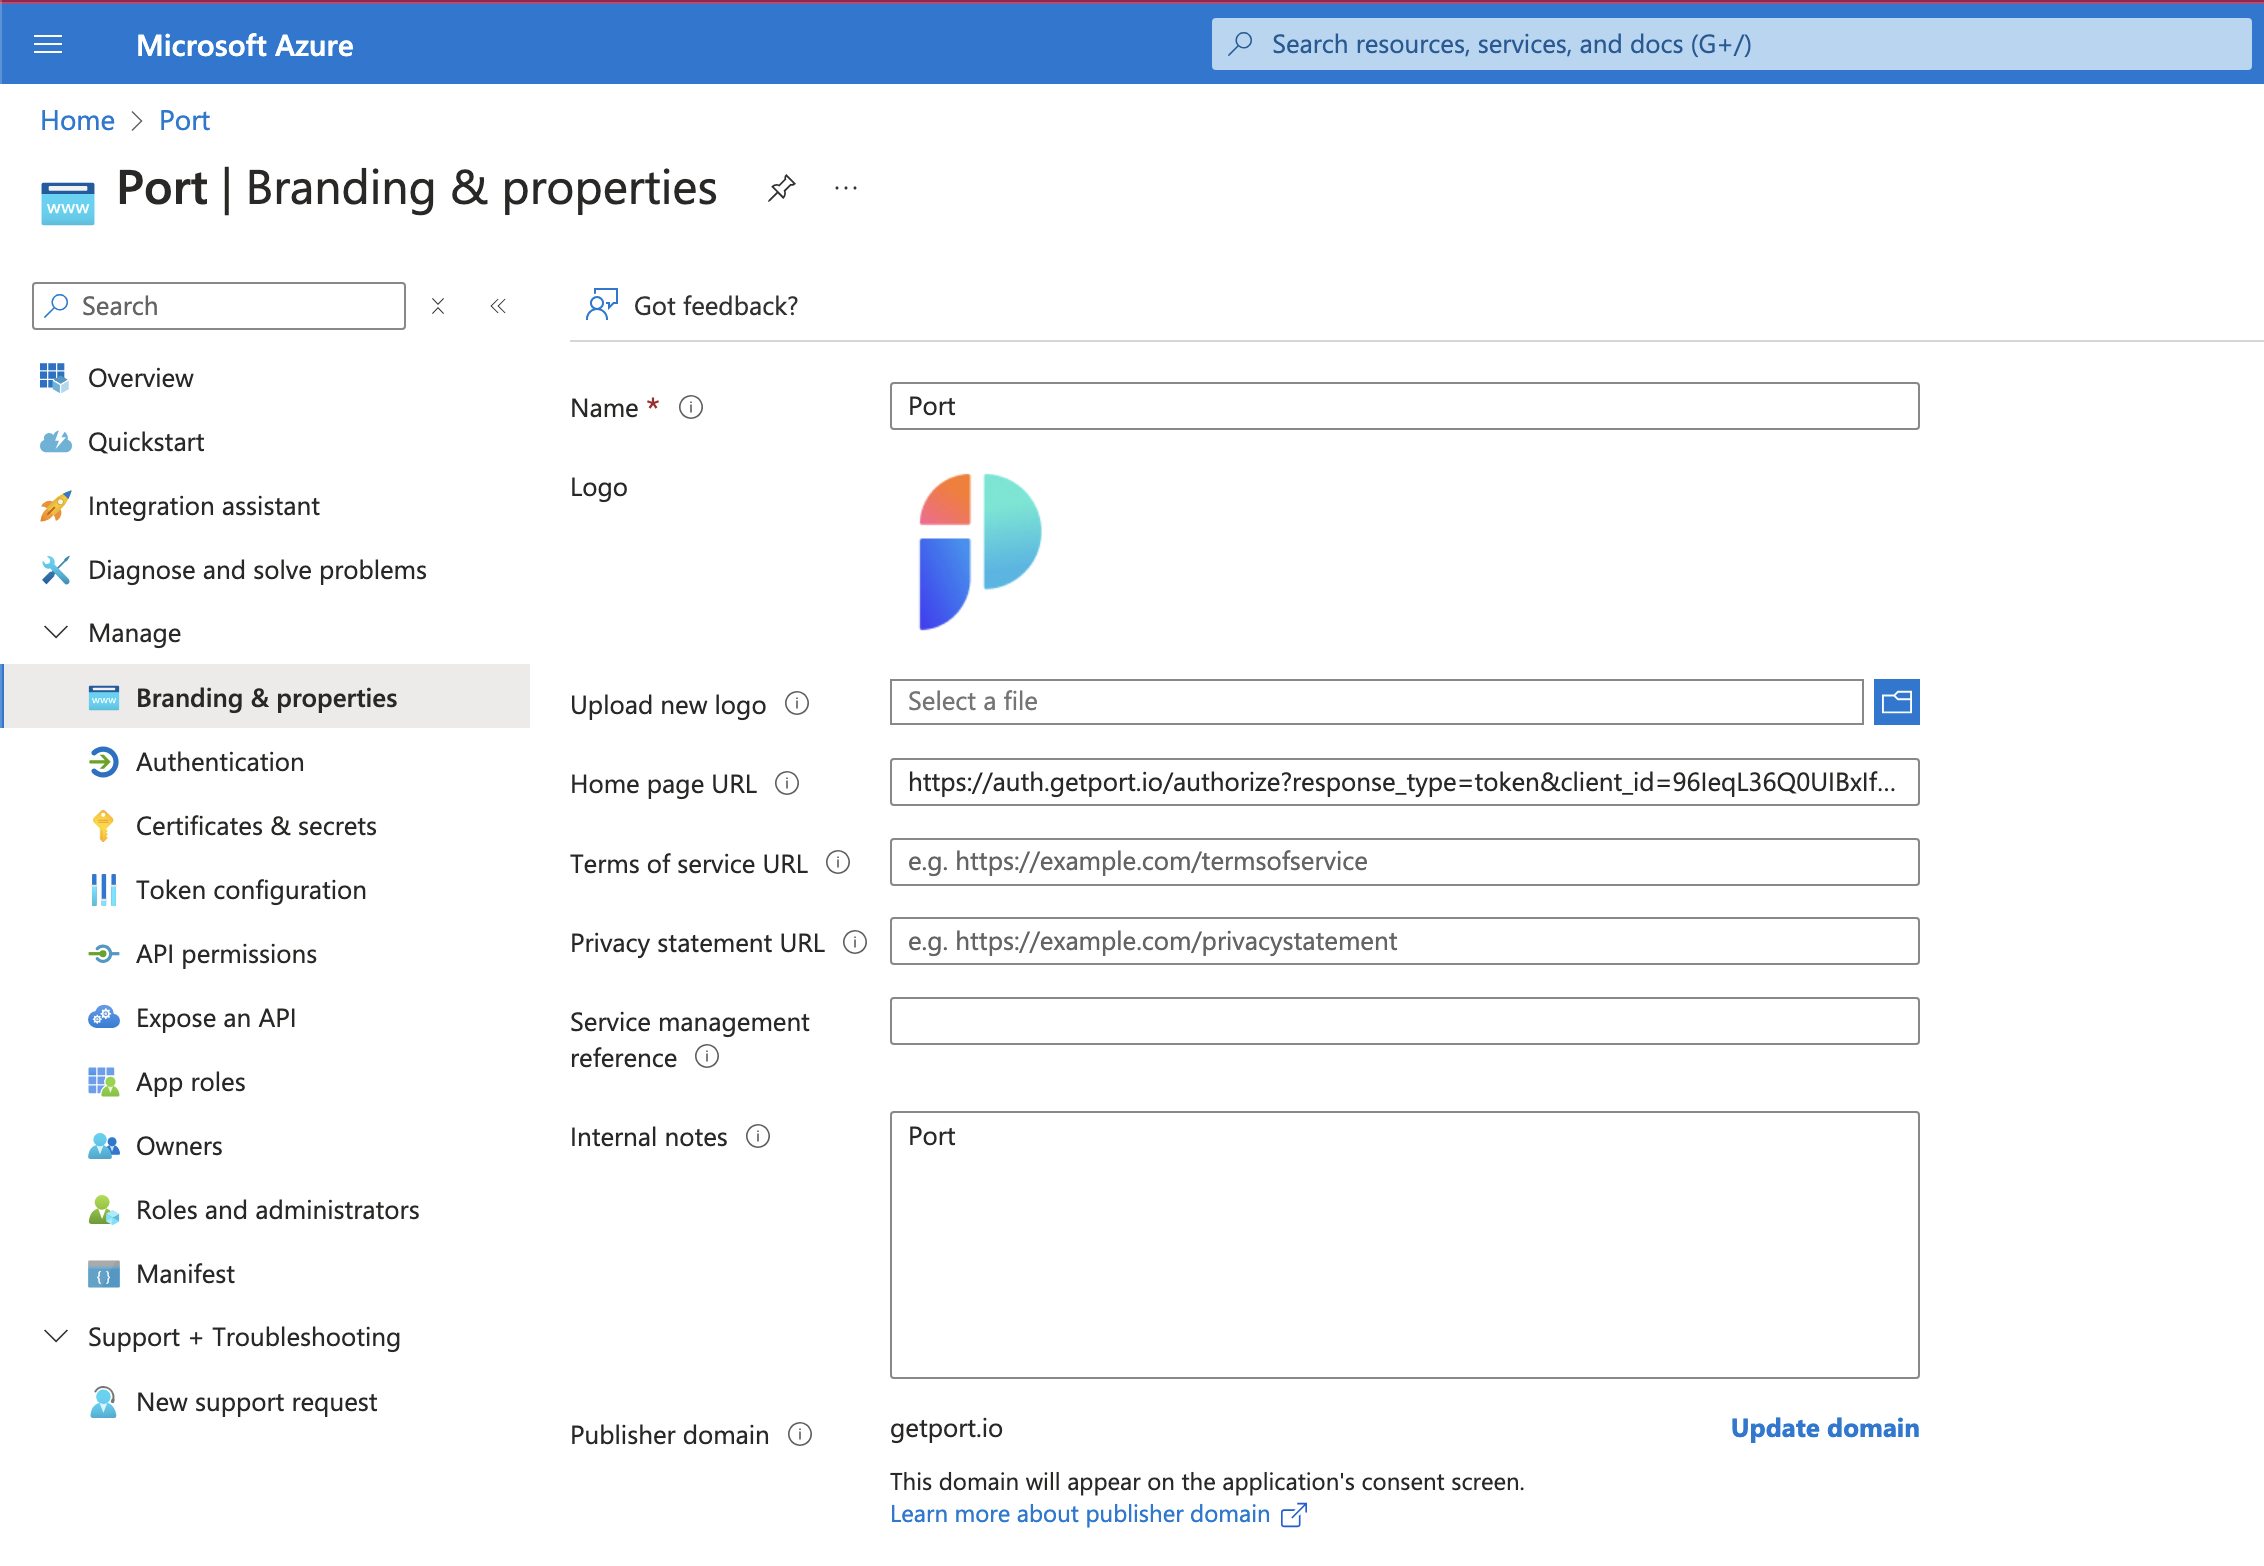 Microsoft Azure
Search resources, services, and docs (G+/)
Home > Port
www
Port | Branding & properties
...
Search
Got feedback?
Overview
Quickstart
Integration assistant
Diagnose and solve problems
Manage
Branding & properties
Authentication
Certificates & secrets
Token configuration
API permissions
Expose an API
App roles
Owners
Roles and administrators
Manifest
Support + Troubleshooting
New support request
Name *
Port
Logo
Upload new logo
Select a file
Home page URL
https://auth.getport.io/authorize?response_type=token&client_id=96IeqL36Q0UIBxIf...
Terms of service URL
e.g. https://example.com/termsofservice
Privacy statement URL
e.g. https://example.com/privacystatement
Service management
reference
Internal notes
Port
Publisher domain
getport.io
Update domain
This domain will appear on the application's consent screen.
Learn more about publisher domain